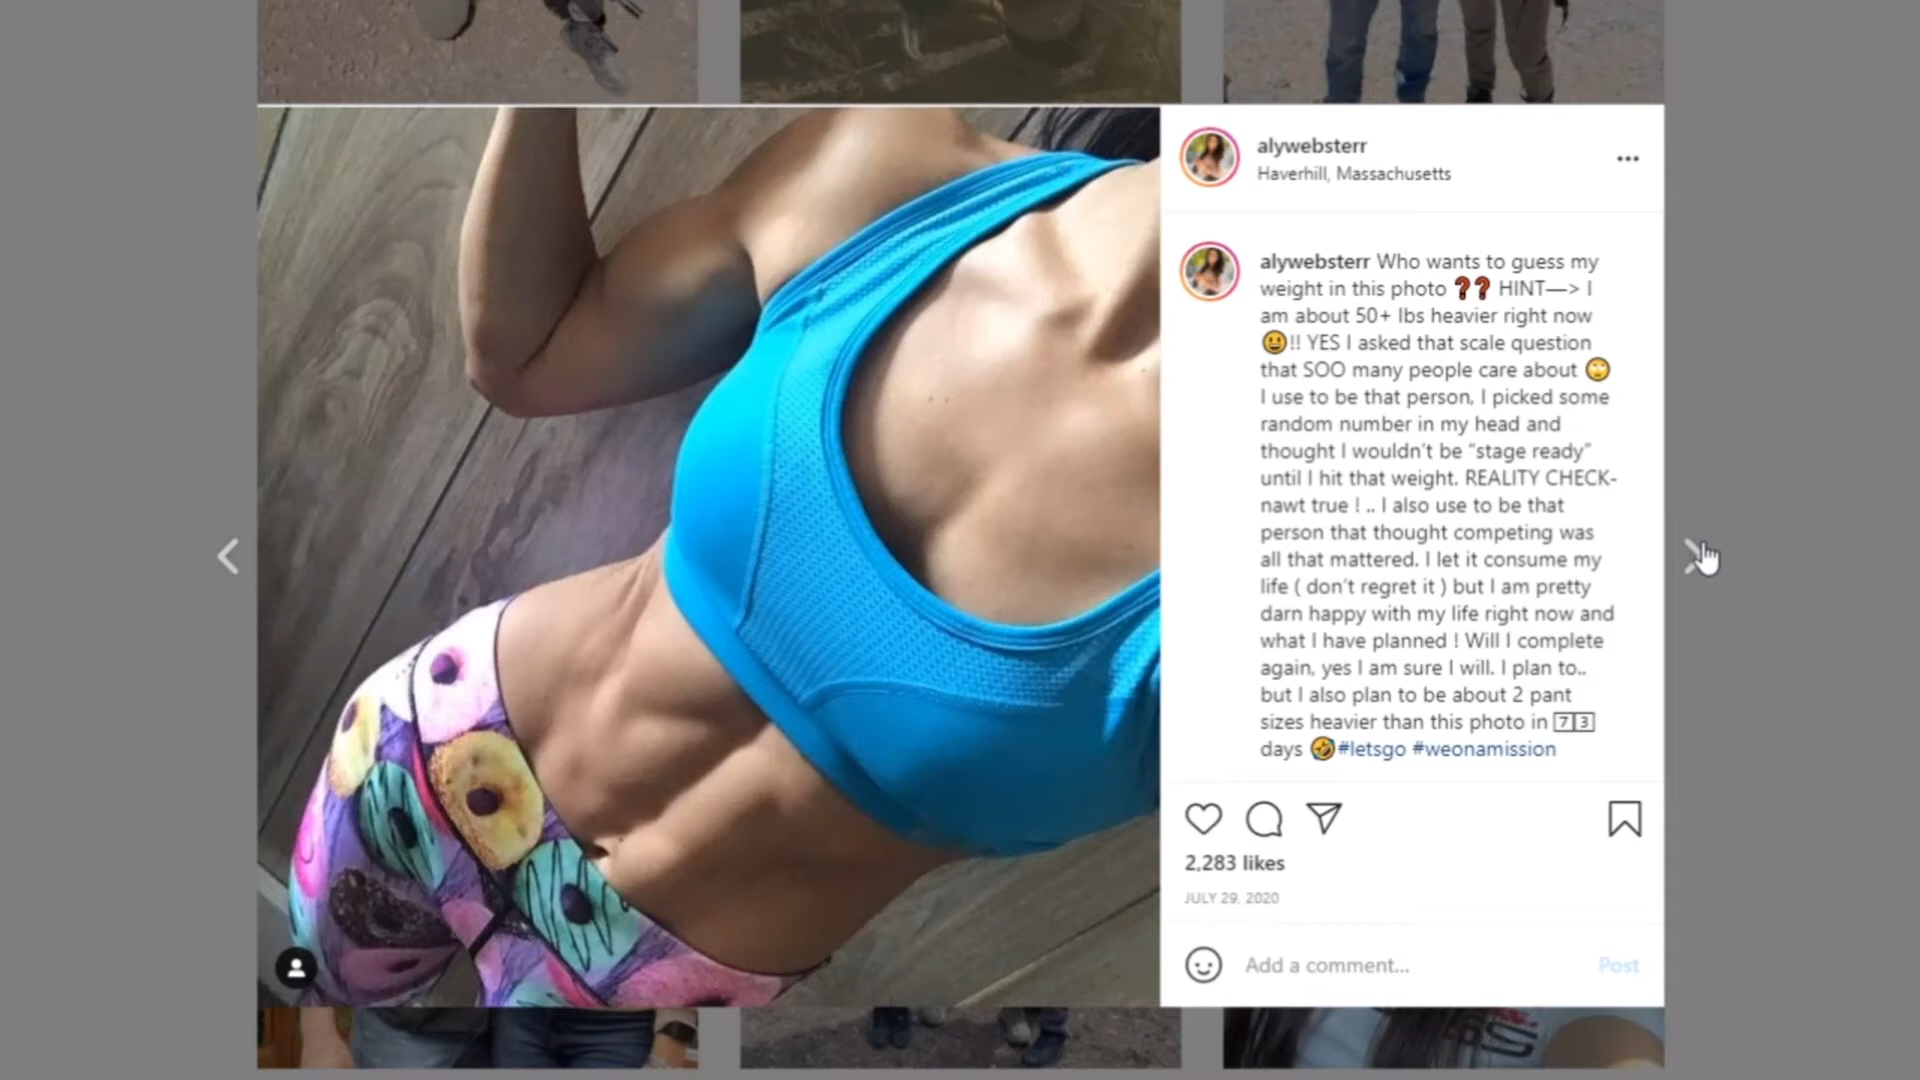 alywebsterr
Haverhill, Massachusetts
alywebsterr Who wants to guess my
weight in this photo ❓❓ HINT—> I
am about 50+ lbs heavier right now
😀!! YES I asked that scale question
that SOO many people care about 🙄
I use to be that person, I picked some
random number in my head and
thought I wouldn't be “stage ready”
until I hit that weight. REALITY CHECK-
nawt true ! .. I also use to be that
person that thought competing was
all that mattered. I let it consume my
life ( don't regret it ) but I am pretty
darn happy with my life right now and
what I have planned ! Will I complete
again, yes I am sure I will. I plan to..
but I also plan to be about 2 pant
sizes heavier than this photo in 7️⃣3️⃣
days 🤣#letsgo #weonamission
2,283 likes
JULY 29, 2020
Add a comment...
Post